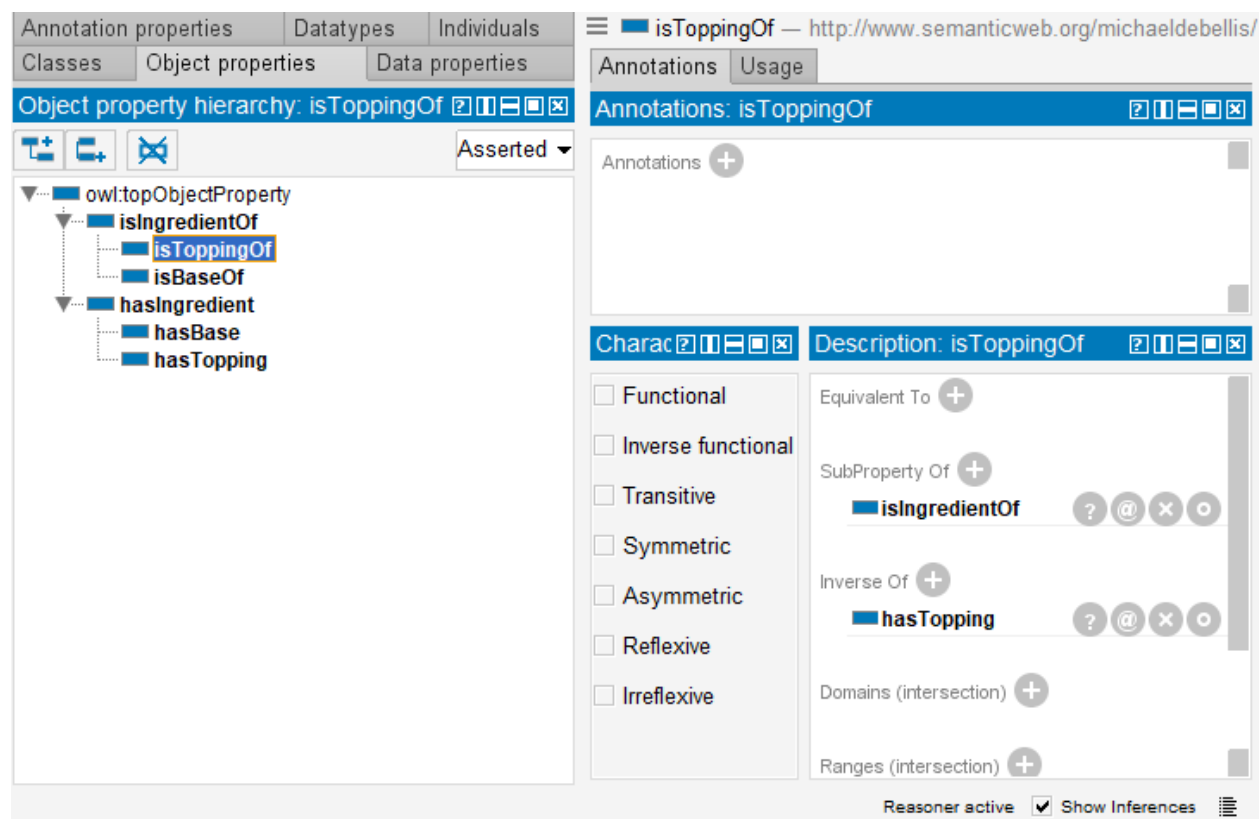 Annotation properties Datatypes Individuals
Classes Object properties Data properties
Object property hierarchy: isToppingOf
Asserted
owl:topObjectProperty
isIngredientOf
isToppingOf
isBaseOf
hasIngredient
hasBase
hasTopping
isToppingOf — http://www.semanticweb.org/michaeldebellis/
Annotations Usage
Annotations: isToppingOf
Annotations
Charac
Functional
Inverse functional
Transitive
Symmetric
Asymmetric
Reflexive
Irreflexive
Description: isToppingOf
Equivalent To
SubProperty Of
isIngredientOf
Inverse Of
hasTopping
Domains (intersection)
Ranges (intersection)
Reasoner active Show Inferences